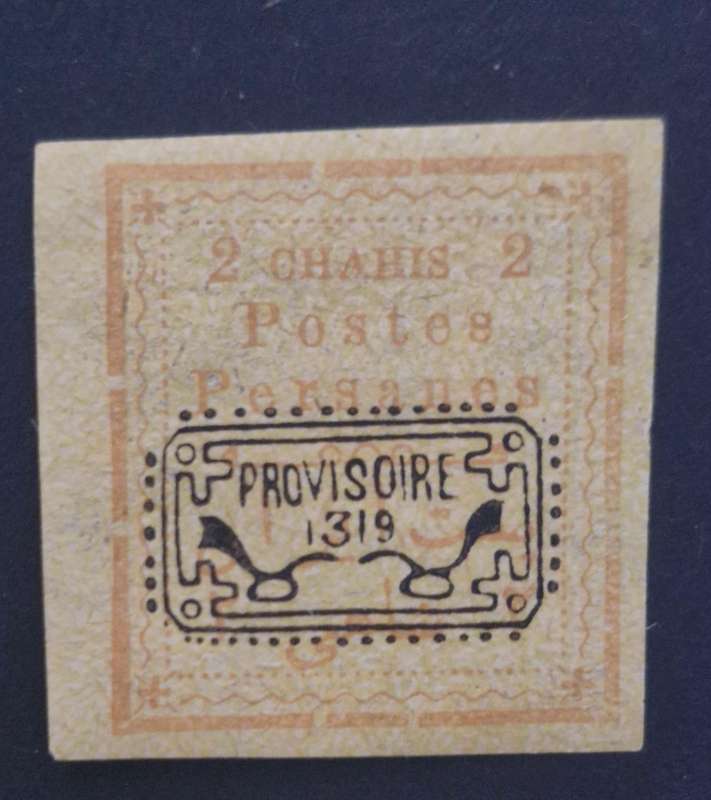 2 CHAHIS 2
Postes
Persanes
PROVISOIRE
1319